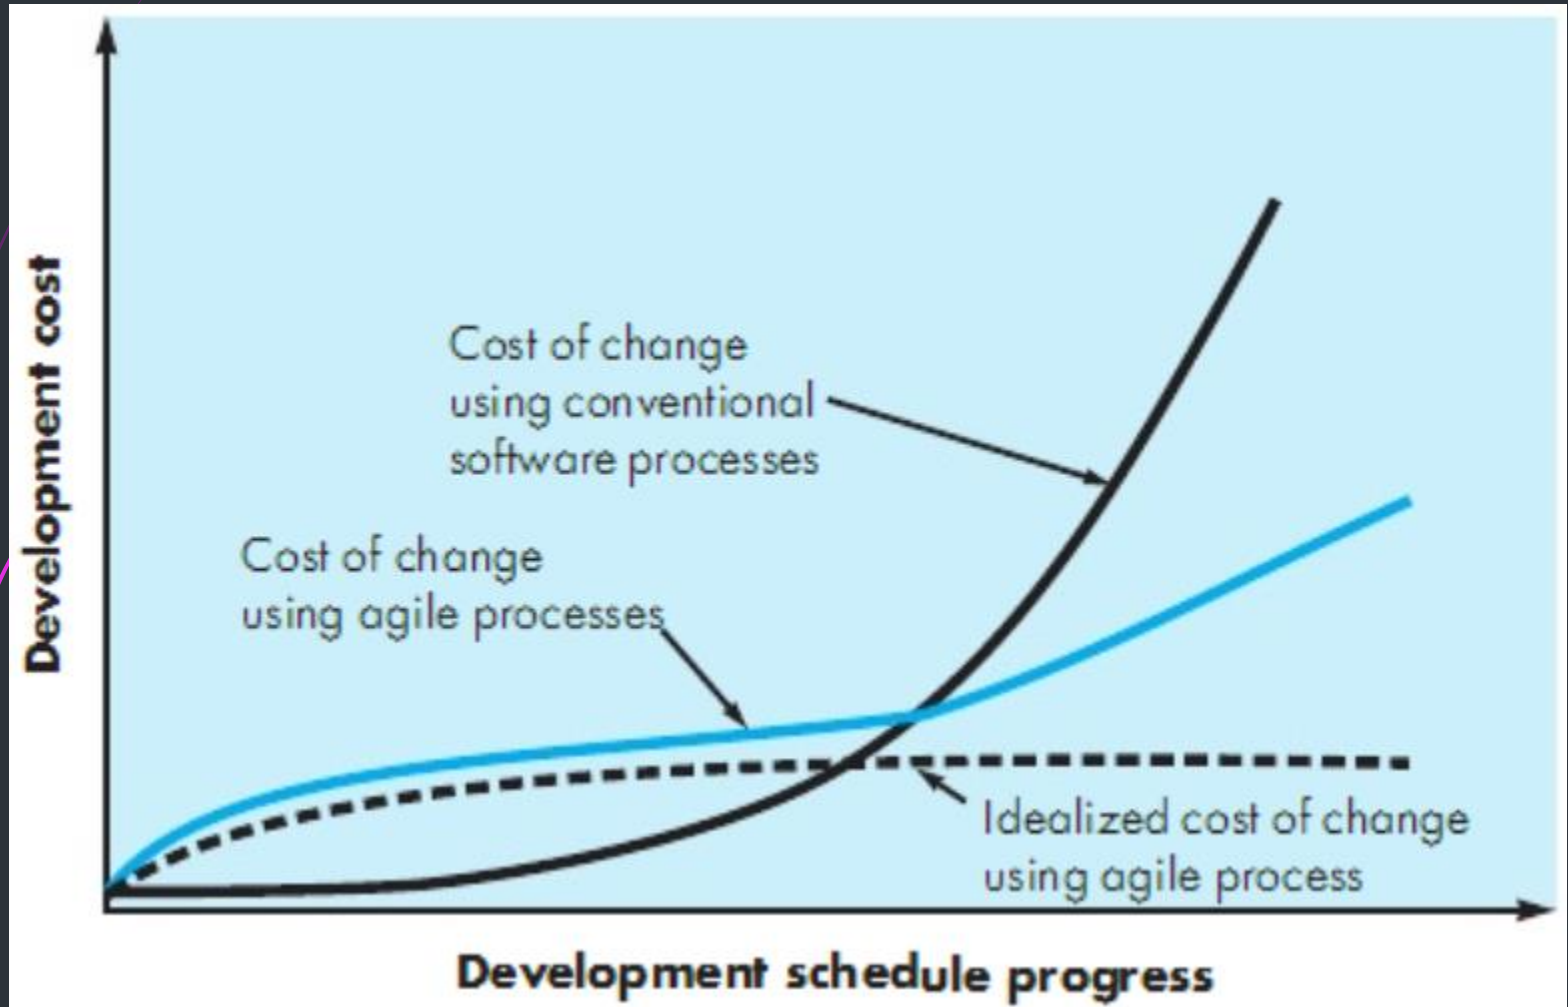 Development cost
Cost of change
using conventional
software processes
Cost of change
using agile processes
Idealized cost of change
using agile process
Development schedule progress